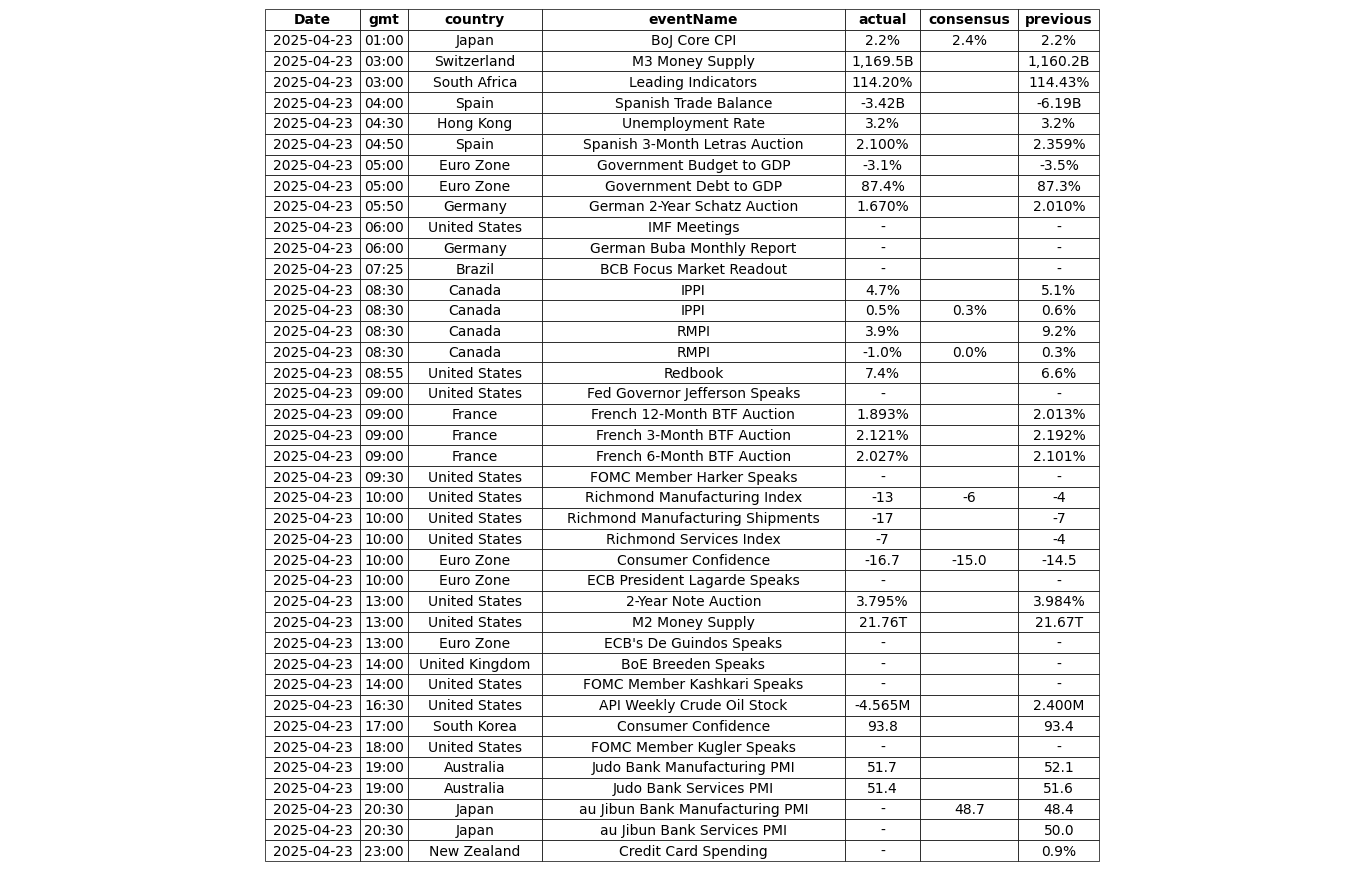 Date gmt country eventName actual consensus previous
2025-04-23 01:00 Japan BoJ Core CPI 2.2% 2.4% 2.2%
2025-04-23 03:00 Switzerland M3 Money Supply 1,169.5B 1,160.2B
2025-04-23 03:00 South Africa Leading Indicators 114.20% 114.43%
2025-04-23 04:00 Spain Spanish Trade Balance -3.42B -6.19B
2025-04-23 04:30 Hong Kong Unemployment Rate 3.2% 3.2%
2025-04-23 04:50 Spain Spanish 3-Month Letras Auction 2.100% 2.359%
2025-04-23 05:00 Euro Zone Government Budget to GDP -3.1% -3.5%
2025-04-23 05:00 Euro Zone Government Debt to GDP 87.4% 87.3%
2025-04-23 05:50 Germany German 2-Year Schatz Auction 1.670% 2.010%
2025-04-23 06:00 United States IMF Meetings - -
2025-04-23 06:00 Germany German Buba Monthly Report - -
2025-04-23 07:25 Brazil BCB Focus Market Readout - -
2025-04-23 08:30 Canada IPPI 4.7% 5.1%
2025-04-23 08:30 Canada IPPI 0.5% 0.3% 0.6%
2025-04-23 08:30 Canada RMPI 3.9% 9.2%
2025-04-23 08:30 Canada RMPI -1.0% 0.0% 0.3%
2025-04-23 08:55 United States Redbook 7.4% 6.6%
2025-04-23 09:00 United States Fed Governor Jefferson Speaks - -
2025-04-23 09:00 France French 12-Month BTF Auction 1.893% 2.013%
2025-04-23 09:00 France French 3-Month BTF Auction 2.121% 2.192%
2025-04-23 09:00 France French 6-Month BTF Auction 2.027% 2.101%
2025-04-23 09:30 United States FOMC Member Harker Speaks - -
2025-04-23 10:00 United States Richmond Manufacturing Index -13 -6 -4
2025-04-23 10:00 United States Richmond Manufacturing Shipments -17 -7
2025-04-23 10:00 United States Richmond Services Index -7 -4
2025-04-23 10:00 Euro Zone Consumer Confidence -16.7 -15.0 -14.5
2025-04-23 10:00 Euro Zone ECB President Lagarde Speaks - -
2025-04-23 13:00 United States 2-Year Note Auction 3.795% 3.984%
2025-04-23 13:00 United States M2 Money Supply 21.76T 21.67T
2025-04-23 13:00 Euro Zone ECB's De Guindos Speaks - -
2025-04-23 14:00 United Kingdom BoE Breeden Speaks - -
2025-04-23 14:00 United States FOMC Member Kashkari Speaks - -
2025-04-23 16:30 United States API Weekly Crude Oil Stock -4.565M 2.400M
2025-04-23 17:00 South Korea Consumer Confidence 93.8 93.4
2025-04-23 18:00 United States FOMC Member Kugler Speaks - -
2025-04-23 19:00 Australia Judo Bank Manufacturing PMI 51.7 52.1
2025-04-23 19:00 Australia Judo Bank Services PMI 51.4 51.6
2025-04-23 20:30 Japan au Jibun Bank Manufacturing PMI - 48.7 48.4
2025-04-23 20:30 Japan au Jibun Bank Services PMI - 50.0
2025-04-23 23:00 New Zealand Credit Card Spending - 0.9%